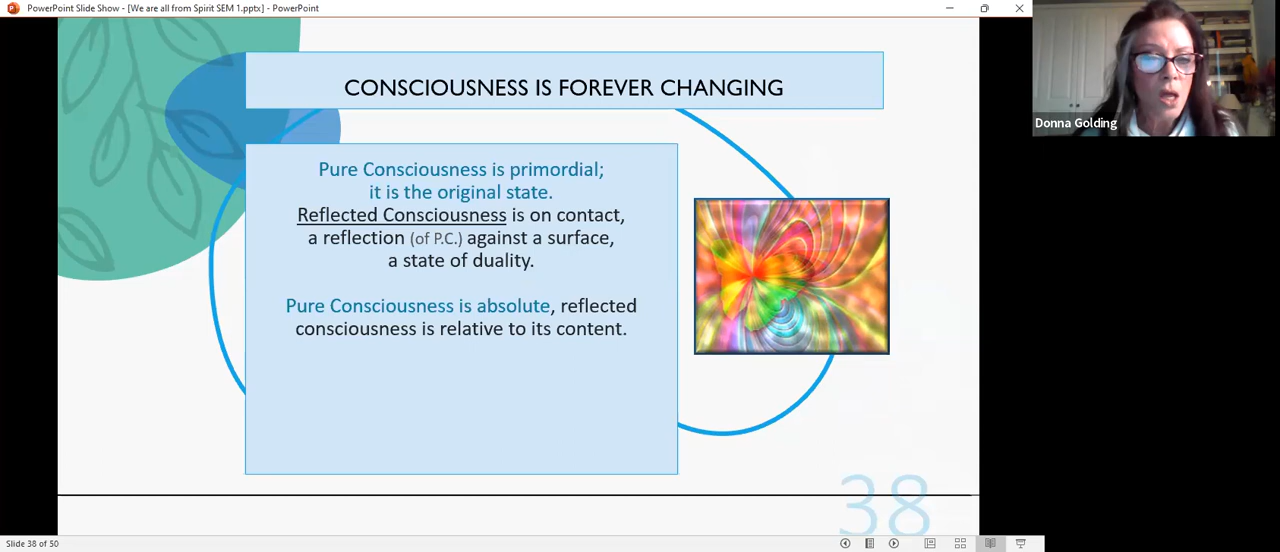 PowerPoint Slide Show - [We are all from Spirit SEM 1.pptx] - PowerPoint
Donna Golding
CONSCIOUSNESS IS FOREVER CHANGING
Pure Consciousness is primordial;
it is the original state.
Reflected Consciousness is on contact,
a reflection (of P.C.) against a surface,
a state of duality.
Pure Consciousness is absolute, reflected
consciousness is relative to its content.
38
Slide 38 of 50